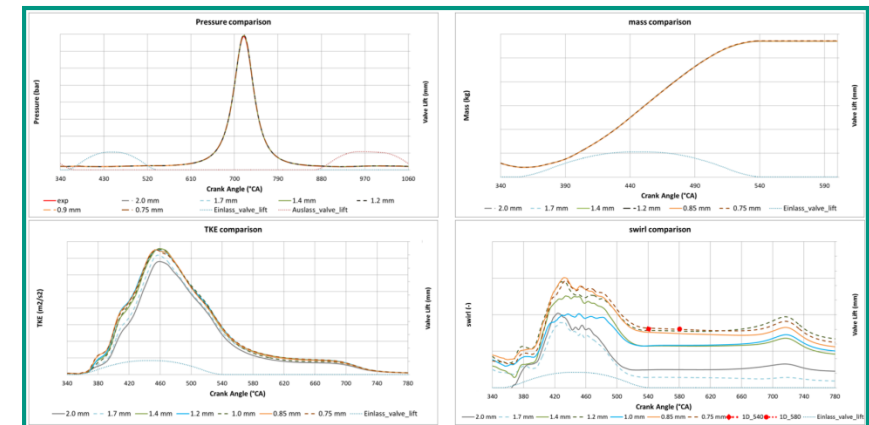 Pressure comparison
Pressure (bar)
Valve Lift (mm)
340 430 520 610 700 790 880 970 1060
Crank Angle (°CA)
exp - 2.0 mm 1.7 mm 1.4 mm 1.2 mm
0.9 mm 0.75 mm Einlass_valve_lift Auslass_valve_lift
mass comparison
Mass (kg)
Valve Lift (mm)
340 390 440 490 540 590
Crank Angle (°CA)
2.0 mm 1.7 mm 1.4 mm 1.2 mm 0.85 mm 0.75 mm Einlass_valve_lift
TKE comparison
TKE (m2/s2)
Valve Lift (mm)
340 380 420 460 500 540 580 620 660 700 740 780
Crank Angle (°CA)
2.0 mm 1.7 mm 1.4 mm 1.2 mm 1.0 mm 0.85 mm 0.75 mm Einlass_valve_lift
swirl comparison
swirl (-)
Valve Lift (mm)
340 380 420 460 500 540 580 620 660 700 740 780
Crank Angle (°CA)
2.0 mm 1.7 mm 1.4 mm 1.2 mm 1.0 mm 0.85 mm 0.75 mm 1D_540 1D_580 Einlass_valve_lift